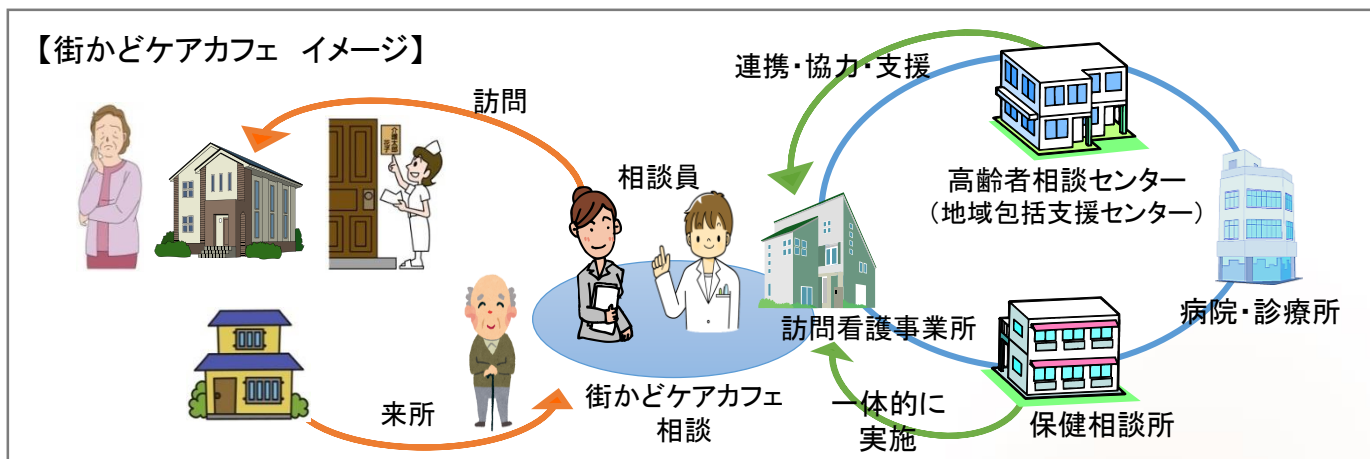 【街かどケアカフェ イメージ】
訪問
連携・協力・支援
相談員
高齢者相談センター
（地域包括支援センター）
病院・診療所
訪問看護事業所
来所
街かどケアカフェ
相談
一体的に
実施
保健相談所